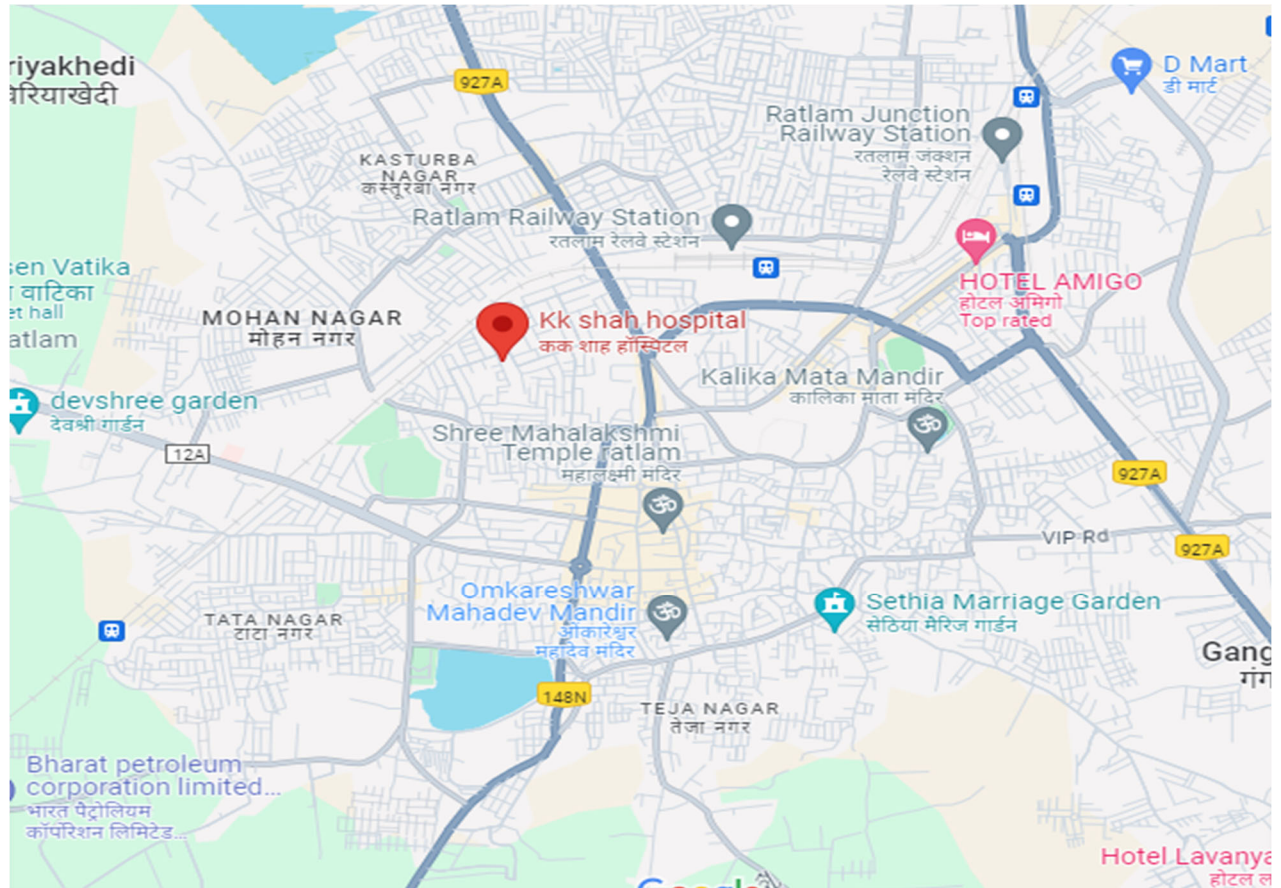 riyakhedi
वरियाखेदी
927A
D Mart
डी मार्ट
Ratlam Junction
Railway Station
रतलाम जंक्शन
रेलवे स्टेशन
KASTURBA
NAGAR
कस्तूरबा नगर
Ratlam Railway Station
रतलाम रेलवे स्टेशन
sen Vatika
वाटिका
et hall
atlam
HOTEL AMIGO
होटल अमिगो
Top rated
MOHAN NAGAR
मोहन नगर
Kk shah hospital
कक शाह हॉस्पिटल
Kalika Mata Mandir
कालिका माता मंदिर
devshree garden
देवश्री गार्डन
12A
Shree Mahalakshmi
Temple ratlam
महालक्ष्मी मंदिर
927A
VIP Rd
927A
Omkareshwar
Mahadev Mandir
ओंकारेश्वर
महादेव मंदिर
Sethia Marriage Garden
सेठिया मैरिज गार्डन
TATA NAGAR
टाटा नगर
Gang
गंग
148N
TEJA NAGAR
तेजा नगर
Bharat petroleum
corporation limited...
भारत पैट्रोलियम
कॉर्पोरेशन लिमिटेड...
Hotel Lavanya
होटल ल
Google